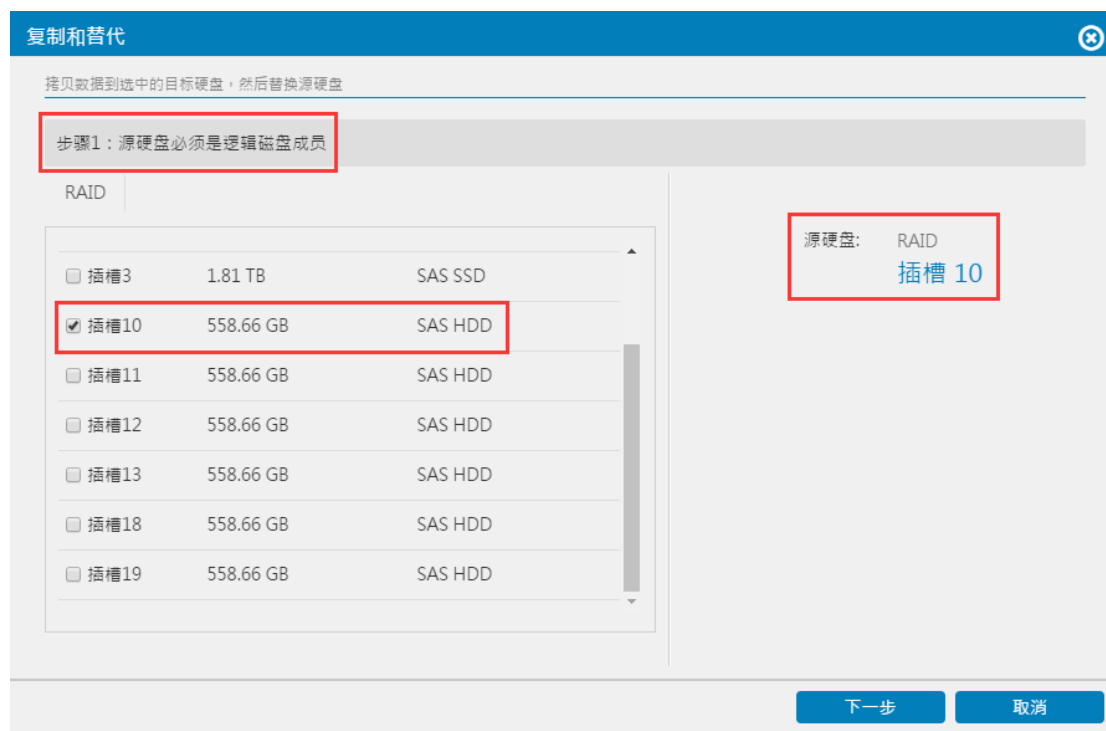 复制和替代
拷贝数据到选中的目标硬盘，然后替换源硬盘
步骤1：源硬盘必须是逻辑磁盘成员
RAID
插槽3 1.81 TB SAS SSD
插槽10 558.66 GB SAS HDD
插槽11 558.66 GB SAS HDD
插槽12 558.66 GB SAS HDD
插槽13 558.66 GB SAS HDD
插槽18 558.66 GB SAS HDD
插槽19 558.66 GB SAS HDD
源硬盘: RAID
插槽 10
下一步 取消